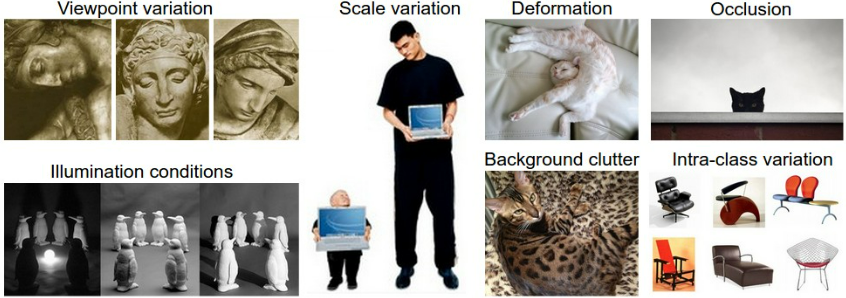 Viewpoint variation
Scale variation
Deformation
Occlusion
Illumination conditions
Background clutter
Intra-class variation